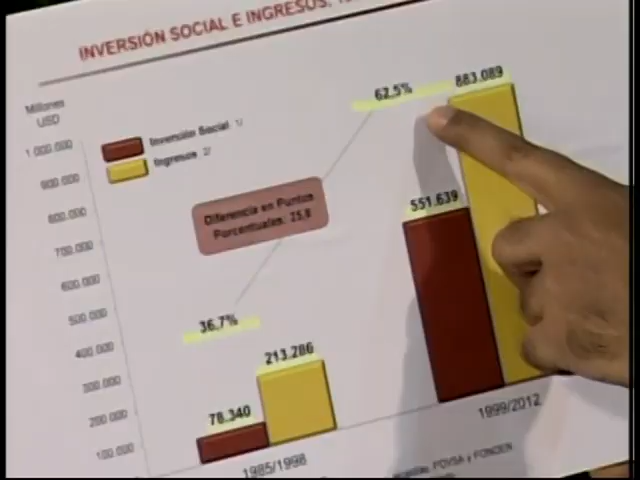 INVERSIÓN SOCIAL E INGRESOS,
Millones
USD
1.000.000
900.000
800.000
700.000
600.000
500.000
400.000
300.000
200.000
100.000
Inversión Social 1/
Ingresos 2/
Diferencia en Puntos
Porcentuales: 25,8
62.5%
883.089
551.639
36.7%
213.286
78.340
1985/1998
1999/2012
PDVSA y FONDEN